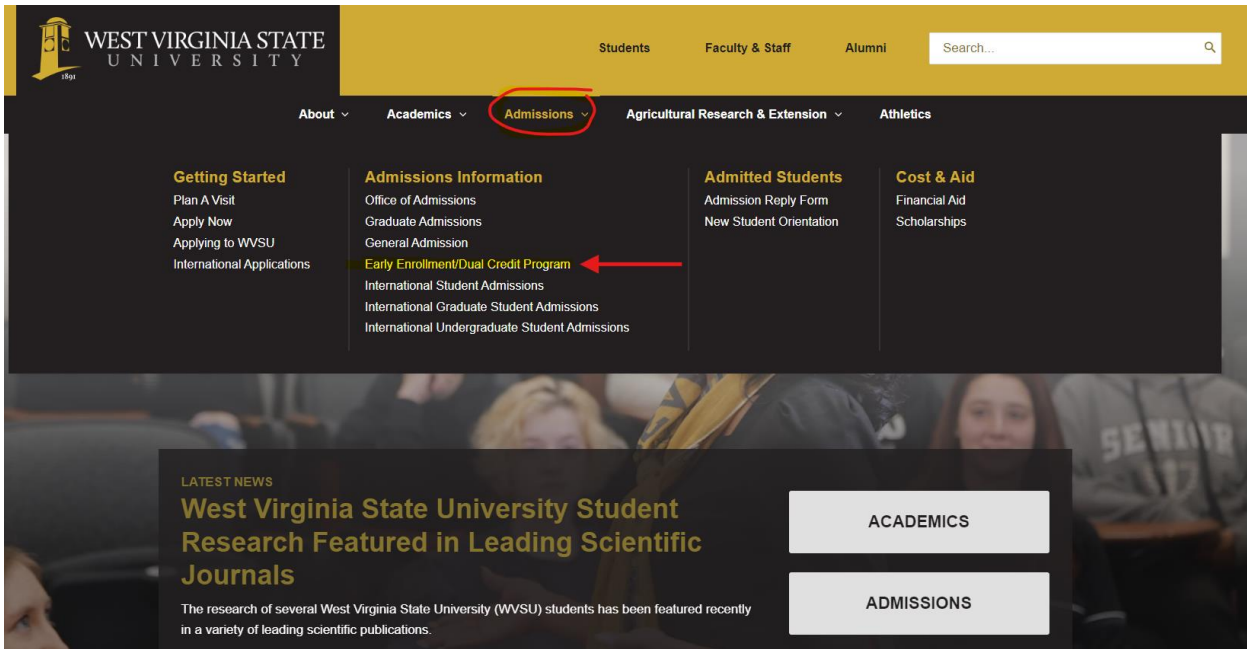 WEST VIRGINIA STATE
UNIVERSITY
1891
Students
Faculty & Staff
Alumni
Search...
About
Academics
Admissions
Agricultural Research & Extension
Athletics
Getting Started
Plan A Visit
Apply Now
Applying to WVSU
International Applications
Admissions Information
Office of Admissions
Graduate Admissions
General Admission
Early Enrollment/Dual Credit Program
International Student Admissions
International Graduate Student Admissions
International Undergraduate Student Admissions
Admitted Students
Admission Reply Form
New Student Orientation
Cost & Aid
Financial Aid
Scholarships
SENIOR
LATEST NEWS
West Virginia State University Student
Research Featured in Leading Scientific
Journals
The research of several West Virginia State University (WVSU) students has been featured recently
in a variety of leading scientific publications.
ACADEMICS
ADMISSIONS